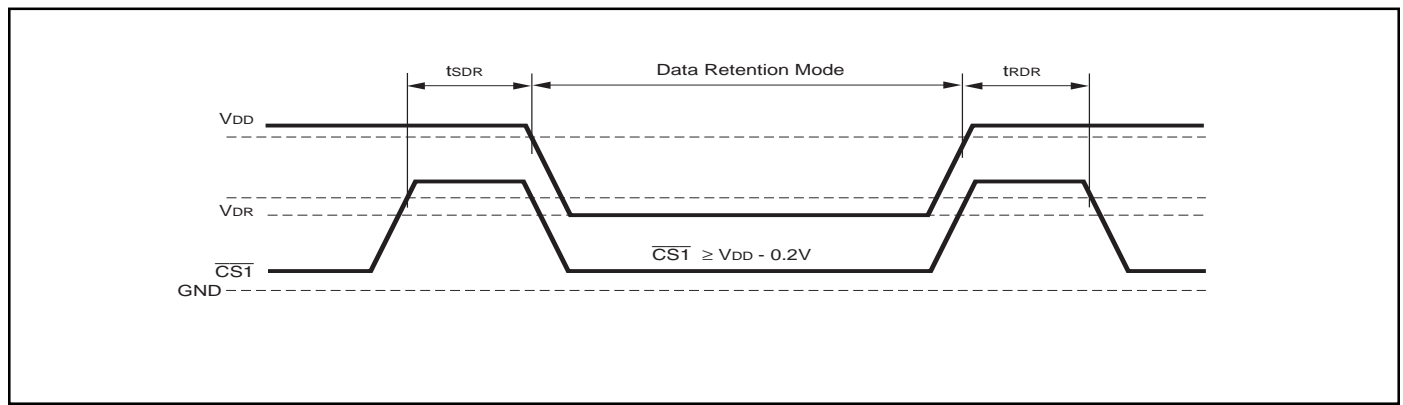 tSDR
Data Retention Mode
tRDR
VDD
VDR
CS1 ≥ VDD - 0.2V
CS1
GND